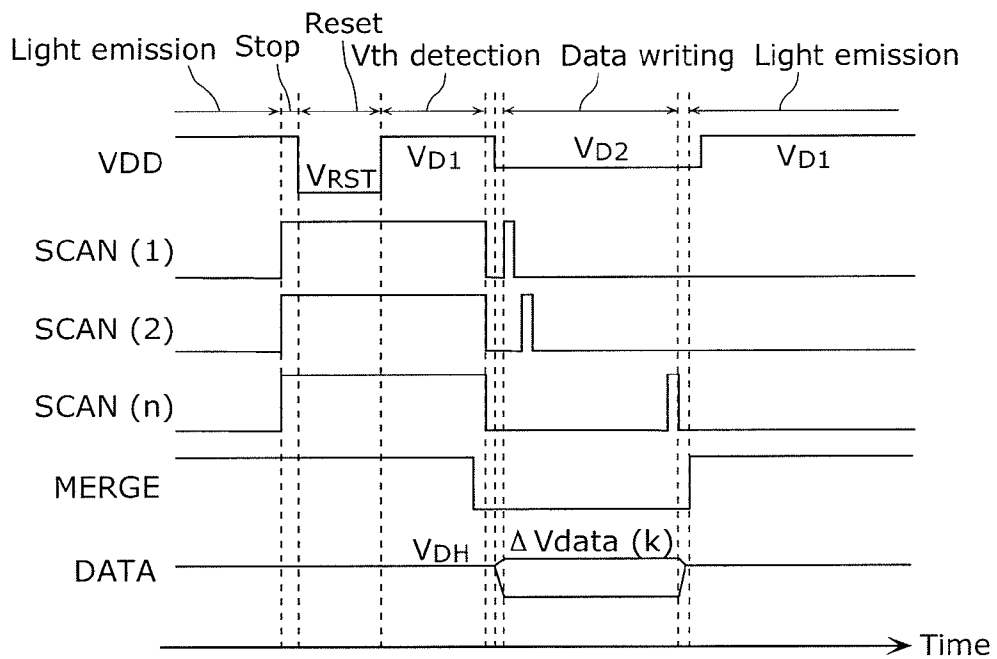 Reset
Light emission Stop Vth detection Data writing Light emission
VDD VRST VD1 VD2 VD1
SCAN (1)
SCAN (2)
SCAN (n)
MERGE
DATA VDH Δ Vdata (k)
Time